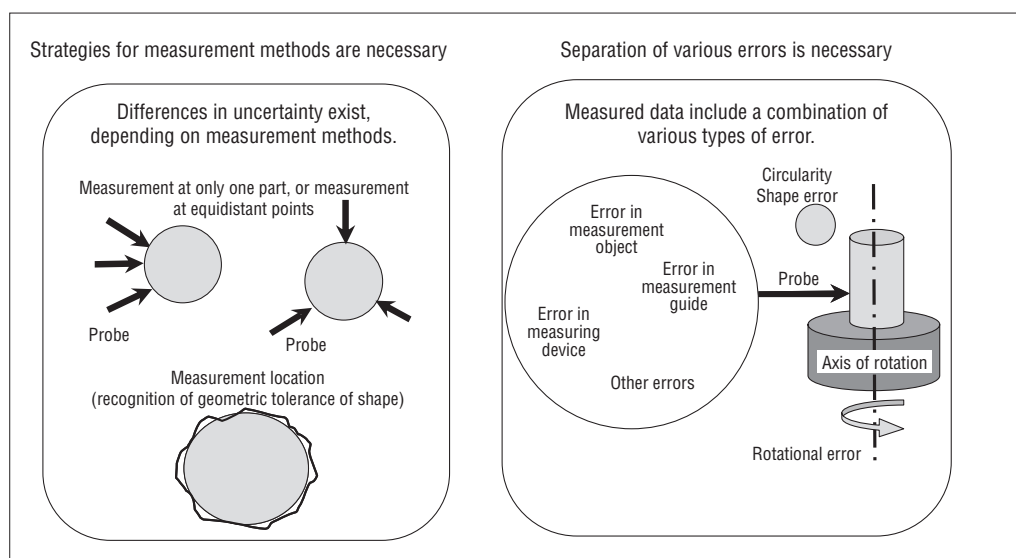 Strategies for measurement methods are necessary
Differences in uncertainty exist,
depending on measurement methods.
Measurement at only one part, or measurement
at equidistant points
Probe
Probe
Measurement location
(recognition of geometric tolerance of shape)
Separation of various errors is necessary
Measured data include a combination of
various types of error.
Circularity
Shape error
Error in
measurement
object
Error in
measurement
guide
Probe
Error in
measuring
device
Other errors
Axis of rotation
Rotational error